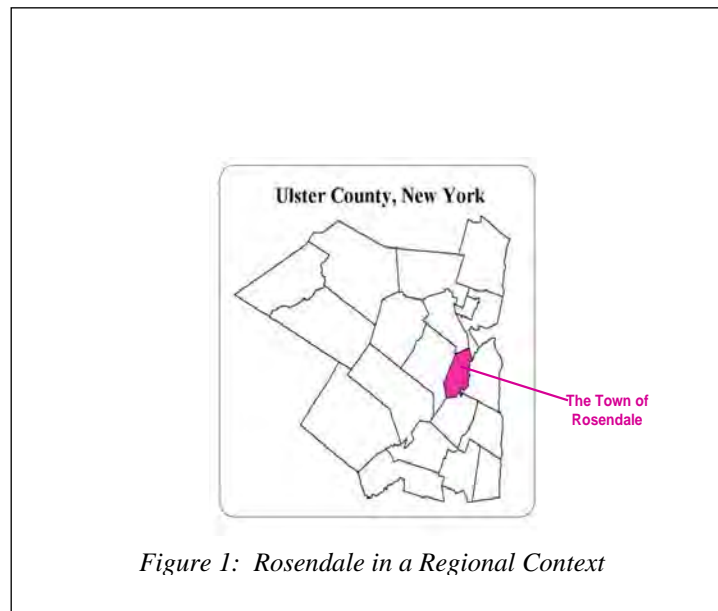 Ulster County, New York
The Town of
Rosendale
Figure 1:  Rosendale in a Regional Context